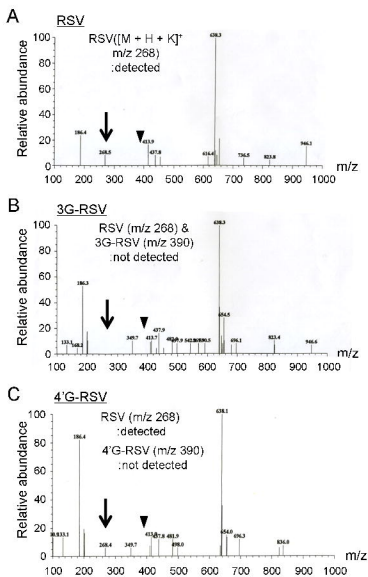 A
RSV
RSV([M + H + K]+
m/z 268)
:detected
Relative abundance
100
80
60
40
20
0
638.3
186.4
268.5
413.9
437.8
616.4
736.5
823.8
946.1
100 200 300 400 500 600 700 800 900 1000 m/z
B
3G-RSV
RSV (m/z 268) &
3G-RSV (m/z 390)
:not detected
Relative abundance
100
80
60
40
20
0
638.3
186.3
133.1
349.7
413.7
437.9
654.5
696.1
823.4
946.6
100 200 300 400 500 600 700 800 900 1000 m/z
C
4'G-RSV
RSV (m/z 268)
:detected
4'G-RSV (m/z 390)
:not detected
Relative abundance
100
80
60
40
20
0
638.1
186.4
133.1
268.4
349.7
437.8
481.9
498.0
654.0
696.3
836.0
100 200 300 400 500 600 700 800 900 1000 m/z